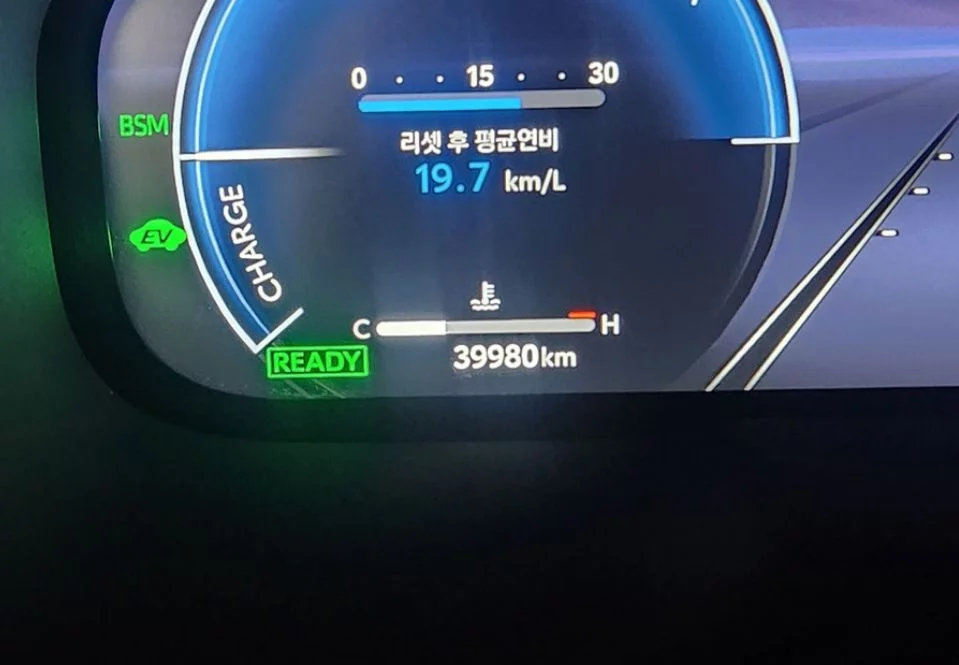 0 · · 15 · · 30
BSM
리셋 후 평균연비
19.7 km/L
CHARGE
EV
C H
READY
39980km